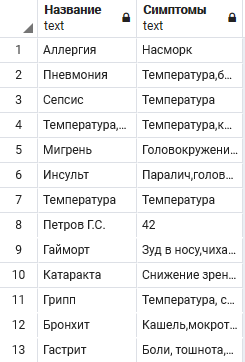 Название Симптомы
text text
1 Аллергия Насморк
2 Пневмония Температура,б...
3 Сепсис Температура
4 Температура,... Температура,к...
5 Мигрень Головокружени...
6 Инсульт Паралич,голов...
7 Температура Температура
8 Петров Г.С. 42
9 Гайморт Зуд в носу,чиха...
10 Катаракта Снижение зрен...
11 Грипп Температура, с...
12 Бронхит Кашель,мокрот...
13 Гастрит Боли, тошнота,...